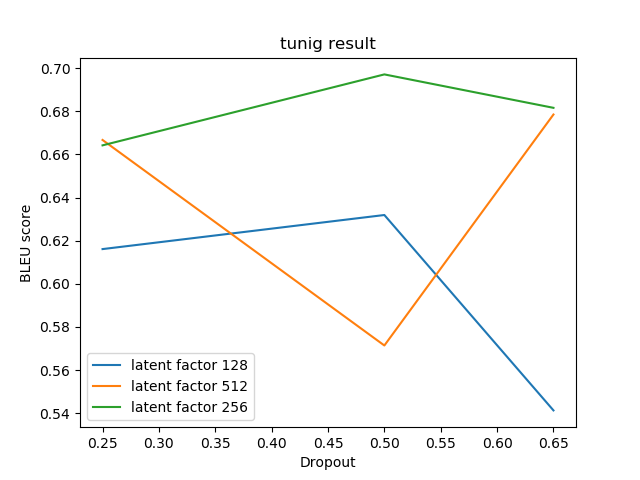 tunig result
BLEU score
0.70
0.68
0.66
0.64
0.62
0.60
0.58
0.56
0.54
latent factor 128
latent factor 512
latent factor 256
0.25 0.30 0.35 0.40 0.45 0.50 0.55 0.60 0.65
Dropout